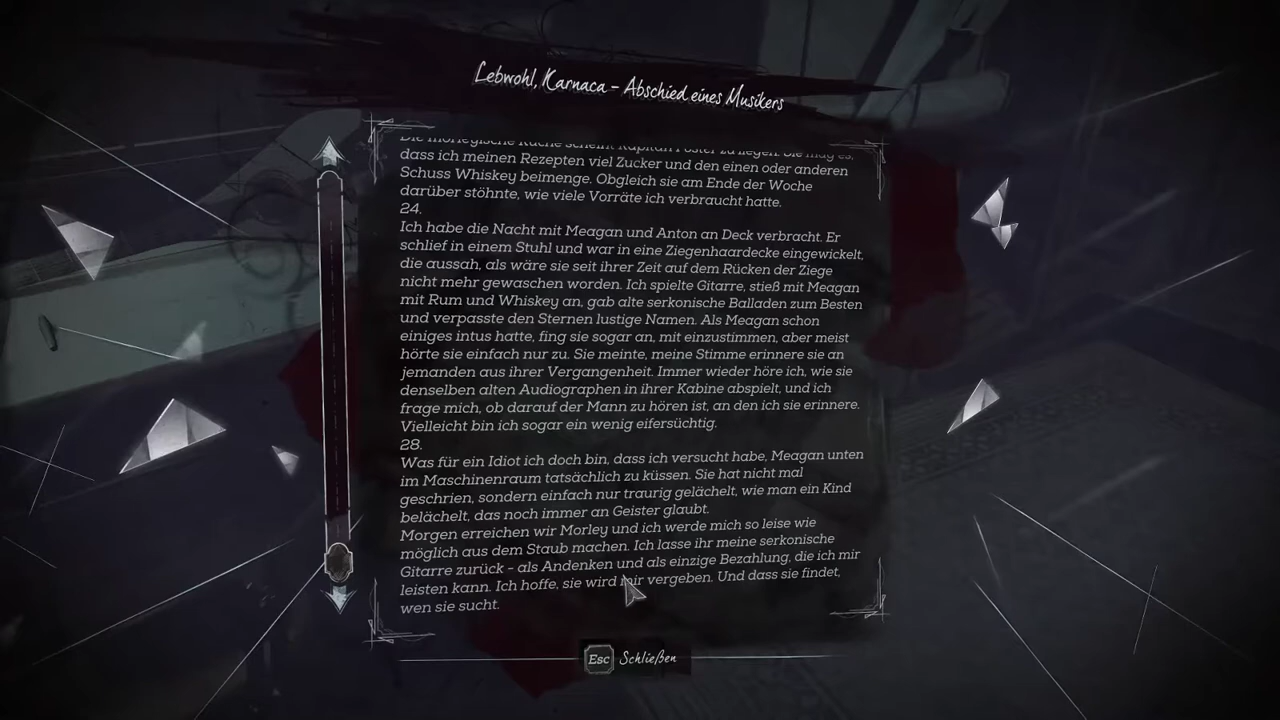 Lebwohl, Karnaca - Abschied eines Musikers
Die morleyische Küche scheint Kapitän Foster zu liegen. Sie mag es,
dass ich meinen Rezepten viel Zucker und den einen oder anderen
Schuss Whiskey beimenge. Obgleich sie am Ende der Woche
darüber stöhnte, wie viele Vorräte ich verbraucht hatte.
24.
Ich habe die Nacht mit Meagan und Anton an Deck verbracht. Er
schlief in einem Stuhl und war in eine Ziegenhaardecke eingewickelt,
die aussah, als wäre sie seit ihrer Zeit auf dem Rücken der Ziege
nicht mehr gewaschen worden. Ich spielte Gitarre, stieß mit Meagan
mit Rum und Whiskey an, gab alte serkonische Balladen zum Besten
und verpasste den Sternen lustige Namen. Als Meagan schon
einiges intus hatte, fing sie sogar an, mit einzustimmen, aber meist
hörte sie einfach nur zu. Sie meinte, meine Stimme erinnere sie an
jemanden aus ihrer Vergangenheit. Immer wieder höre ich, wie sie
denselben alten Audiographen in ihrer Kabine abspielt, und ich
frage mich, ob darauf der Mann zu hören ist, an den ich sie erinnere.
Vielleicht bin ich sogar ein wenig eifersüchtig.
28.
Was für ein Idiot ich doch bin, dass ich versucht habe, Meagan unten
im Maschinenraum tatsächlich zu küssen. Sie hat nicht mal
geschrien, sondern einfach nur traurig gelächelt, wie man ein Kind
belächelt, das noch immer an Geister glaubt.
Morgen erreichen wir Morley und ich werde mich so leise wie
möglich aus dem Staub machen. Ich lasse ihr meine serkonische
Gitarre zurück - als Andenken und als einzige Bezahlung, die ich mir
leisten kann. Ich hoffe, sie wird mir vergeben. Und dass sie findet,
wen sie sucht.
Esc Schließen